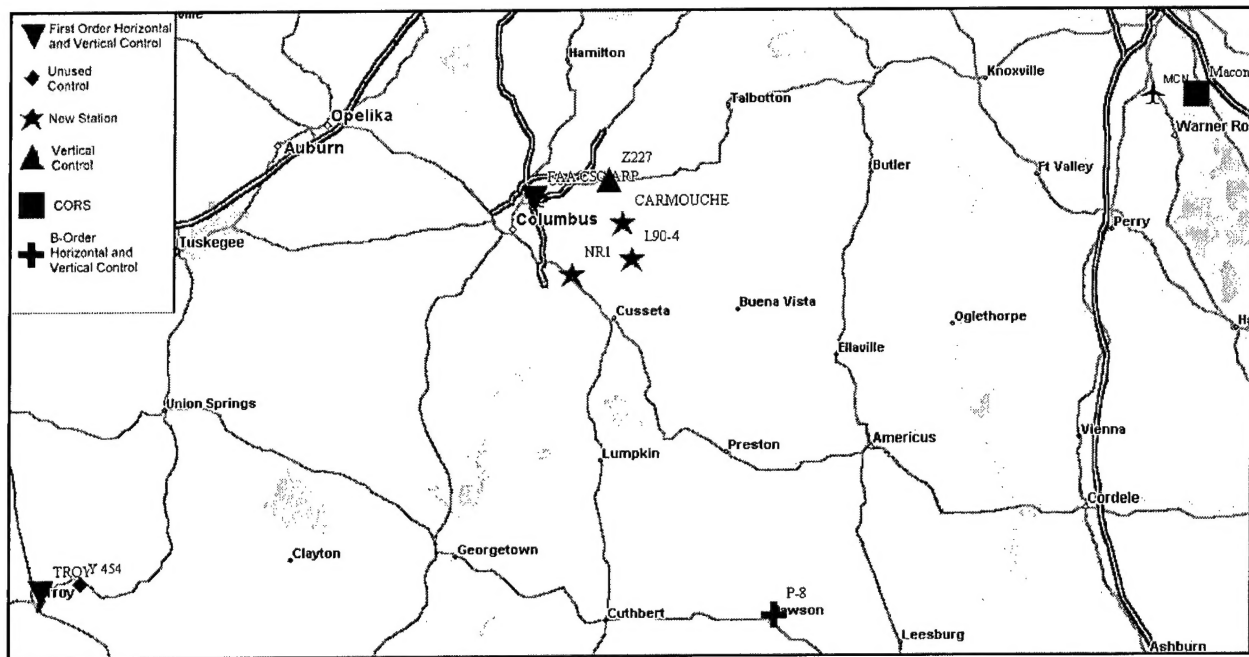 First Order Horizontal
and Vertical Control
Unused
Control
New Station
Vertical
Control
CORS
B-Order
Horizontal and
Vertical Control
Hamilton
Knoxville
MCN
Macon
Talbotton
Opelika
Warner Ro
Auburn
Z227
Butler
Ft Valley
FAA CSG ARP
CARMOUCHE
Columbus
Perry
Tuskegee
L90-4
NR1
Buena Vista
Cusseta
Oglethorpe
Ellaville
Union Springs
Vienna
Americus
Preston
Lumpkin
Cordele
Georgetown
Clayton
TROY
Y 454
P-8
Cuthbert
Leesburg
Ashburn